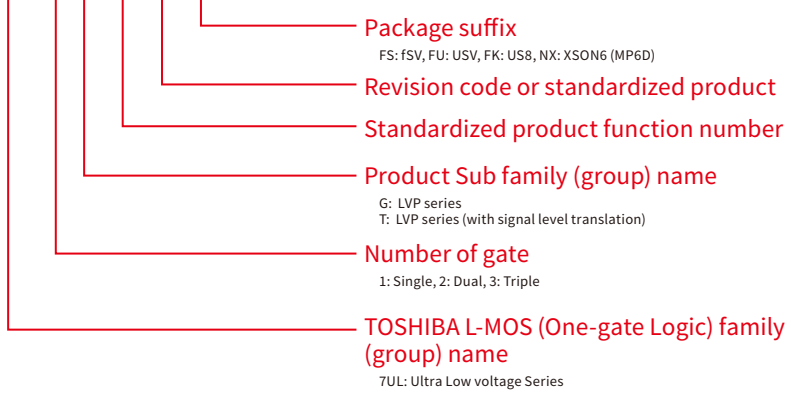 Package suffix
FS: fSV, FU: USV, FK: US8, NX: XSON6 (MP6D)
Revision code or standardized product
Standardized product function number
Product Sub family (group) name
G:  LVP series
T:  LVP series (with signal level translation)
Number of gate
1: Single, 2: Dual, 3: Triple
TOSHIBA L-MOS (One-gate Logic) family
(group) name
7UL: Ultra Low voltage Series